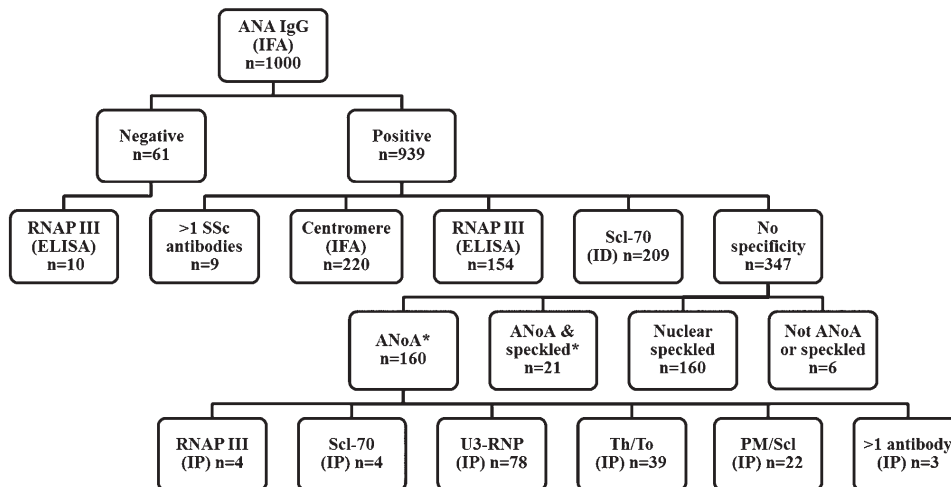 ANA IgG
(IFA)
n=1000
Negative
n=61
Positive
n=939
RNAP III
(ELISA)
n=10
>1 SSc
antibodies
n=9
Centromere
(IFA)
n=220
RNAP III
(ELISA)
n=154
Scl-70
(ID) n=209
No
specificity
n=347
ANoA*
n=160
ANoA &
speckled*
n=21
Nuclear
speckled
n=160
Not ANoA
or speckled
n=6
RNAP III
(IP) n=4
Scl-70
(IP) n=4
U3-RNP
(IP) n=78
Th/To
(IP) n=39
PM/Scl
(IP) n=22
>1 antibody
(IP) n=3